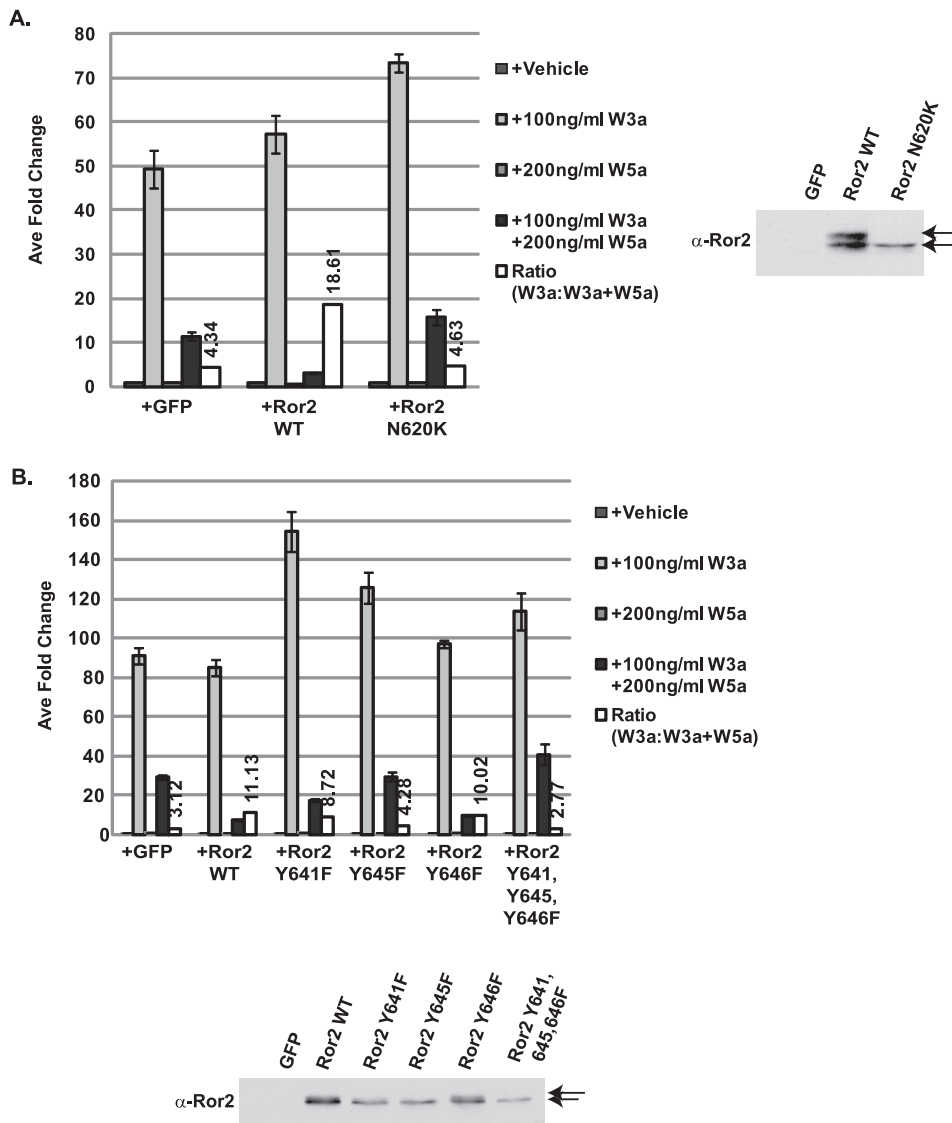 A.
80
70
60
50
40
30
20
10
0
Ave Fold Change
4.34
18.61
4.63
+GFP
+Ror2
WT
+Ror2
N620K
+Vehicle
+100ng/ml W3a
+200ng/ml W5a
+100ng/ml W3a
+200ng/ml W5a
Ratio
(W3a:W3a+W5a)
GFP
Ror2 WT
Ror2 N620K
α-Ror2
B.
180
160
140
120
100
80
60
40
20
0
Ave Fold Change
3.12
11.13
8.72
4.28
10.02
2.77
+GFP
+Ror2
WT
+Ror2
Y641F
+Ror2
Y645F
+Ror2
Y646F
+Ror2
Y641,
Y645,
Y646F
+Vehicle
+100ng/ml W3a
+200ng/ml W5a
+100ng/ml W3a
+200ng/ml W5a
Ratio
(W3a:W3a+W5a)
GFP
Ror2 WT
Ror2 Y641F
Ror2 Y645F
Ror2 Y646F
Ror2 Y641,
645,646F
α-Ror2